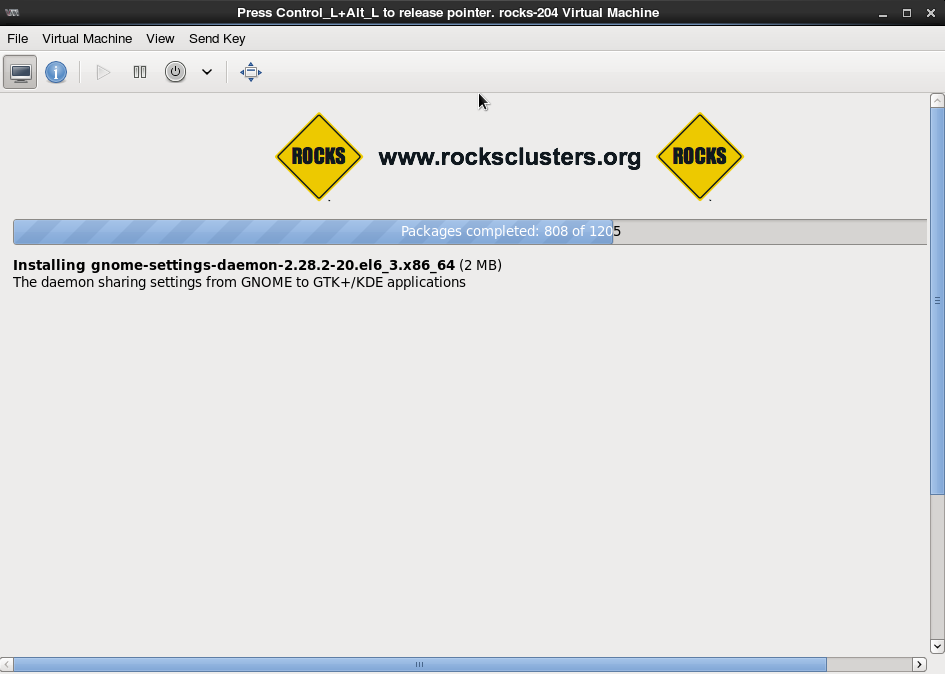 Press Control_L+Alt_L to release pointer. rocks-204 Virtual Machine
File Virtual Machine View Send Key
ROCKS www.rocksclusters.org ROCKS
Packages completed: 808 of 1205
Installing gnome-settings-daemon-2.28.2-20.el6_3.x86_64 (2 MB)
The daemon sharing settings from GNOME to GTK+/KDE applications